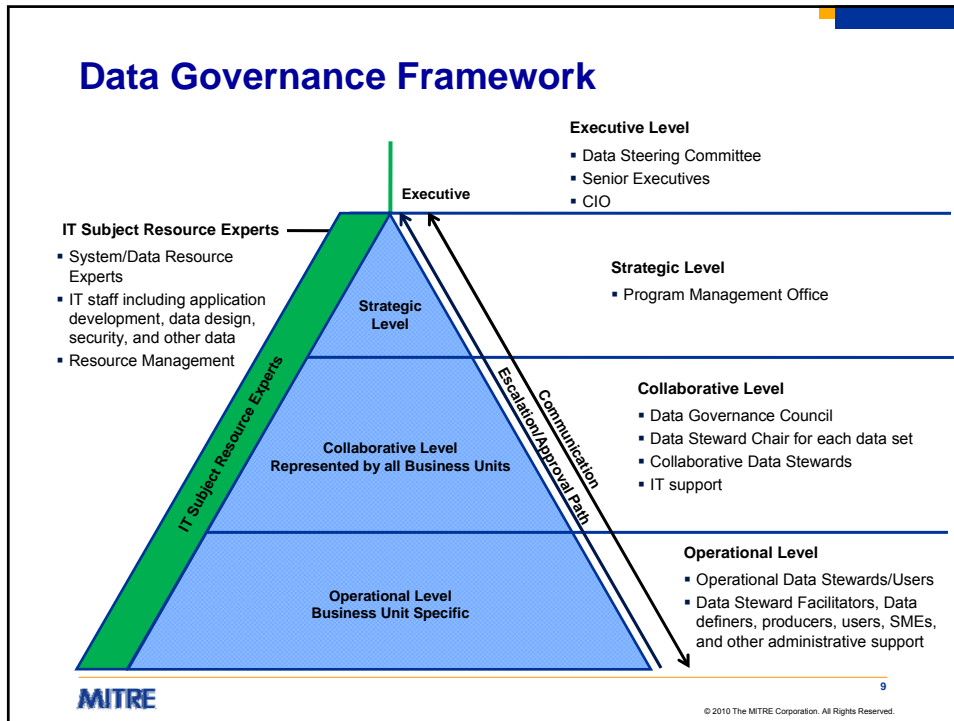 Data Governance Framework
Executive Level
▪ Data Steering Committee
▪ Senior Executives
▪ CIO
Executive
IT Subject Resource Experts
▪ System/Data Resource
Experts
▪ IT staff including application
development, data design,
security, and other data
▪ Resource Management
Strategic Level
▪ Program Management Office
Strategic
Level
IT Subject Resource Experts
Escalation/Approval Path
Communication
Collaborative Level
▪ Data Governance Council
▪ Data Steward Chair for each data set
▪ Collaborative Data Stewards
▪ IT support
Collaborative Level
Represented by all Business Units
Operational Level
▪ Operational Data Stewards/Users
▪ Data Steward Facilitators, Data
definers, producers, users, SMEs,
and other administrative support
Operational Level
Business Unit Specific
MITRE
9
© 2010 The MITRE Corporation. All Rights Reserved.